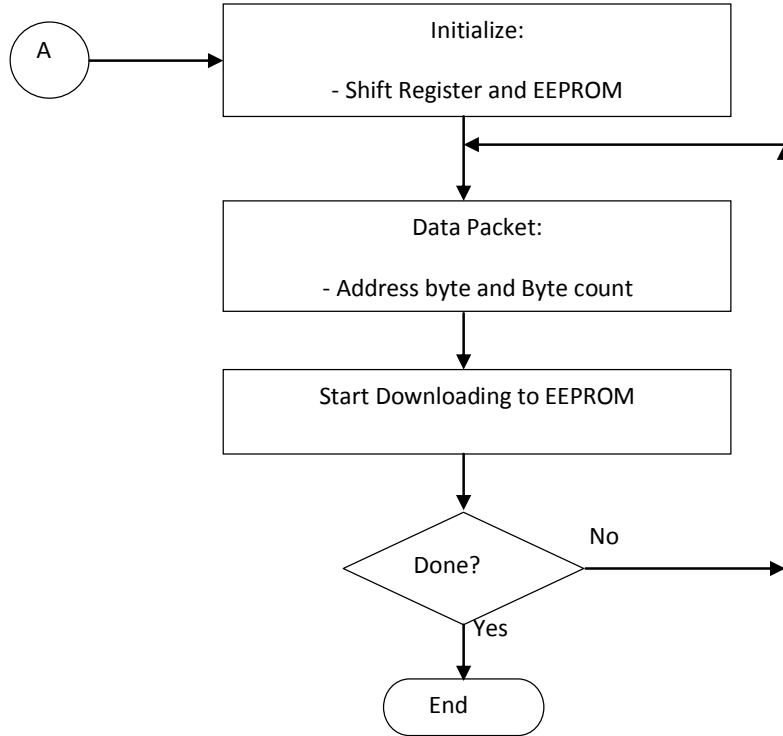 A
Initialize:
- Shift Register and EEPROM
Data Packet:
- Address byte and Byte count
Start Downloading to EEPROM
Done?
No
Yes
End